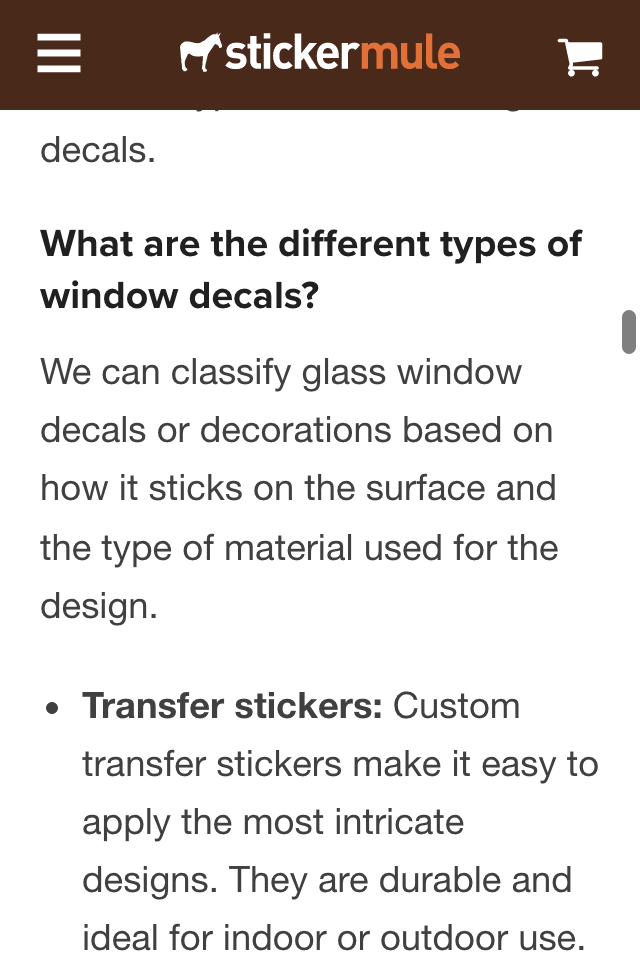 stickermule
decals.
What are the different types of
window decals?
We can classify glass window
decals or decorations based on
how it sticks on the surface and
the type of material used for the
design.
• Transfer stickers: Custom
transfer stickers make it easy to
apply the most intricate
designs. They are durable and
ideal for indoor or outdoor use.